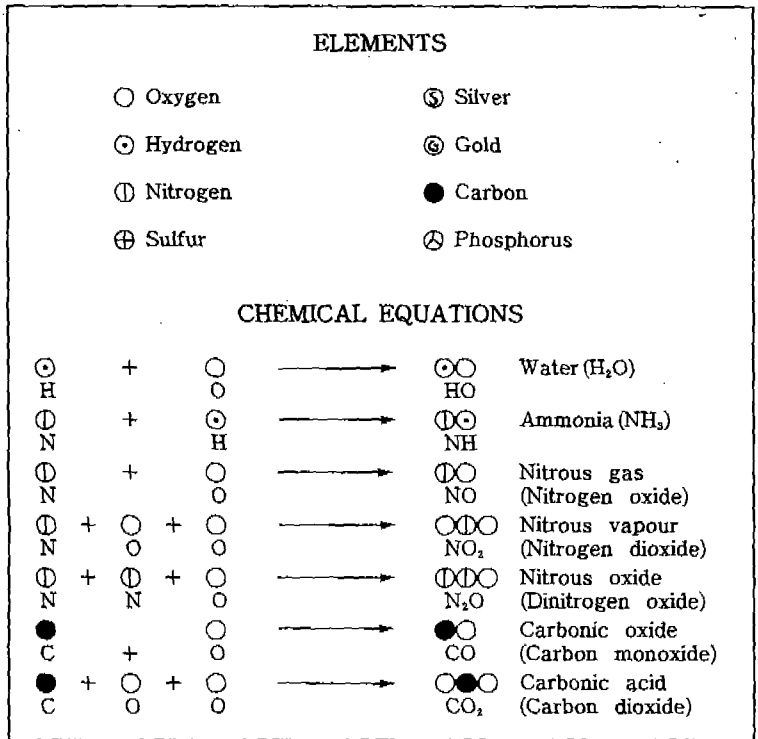 ELEMENTS
Oxygen Silver
Hydrogen Gold
Nitrogen Carbon
Sulfur Phosphorus
CHEMICAL EQUATIONS
+ Water (H₂O)
H O HO
+ Ammonia (NH₃)
N H NH
+ Nitrous gas
N O NO (Nitrogen oxide)
+ + Nitrous vapour
N O O NO₂ (Nitrogen dioxide)
+ + Nitrous oxide
N N O N₂O (Dinitrogen oxide)
Carbonic oxide
C + O CO (Carbon monoxide)
+ + Carbonic acid
C O O CO₂ (Carbon dioxide)